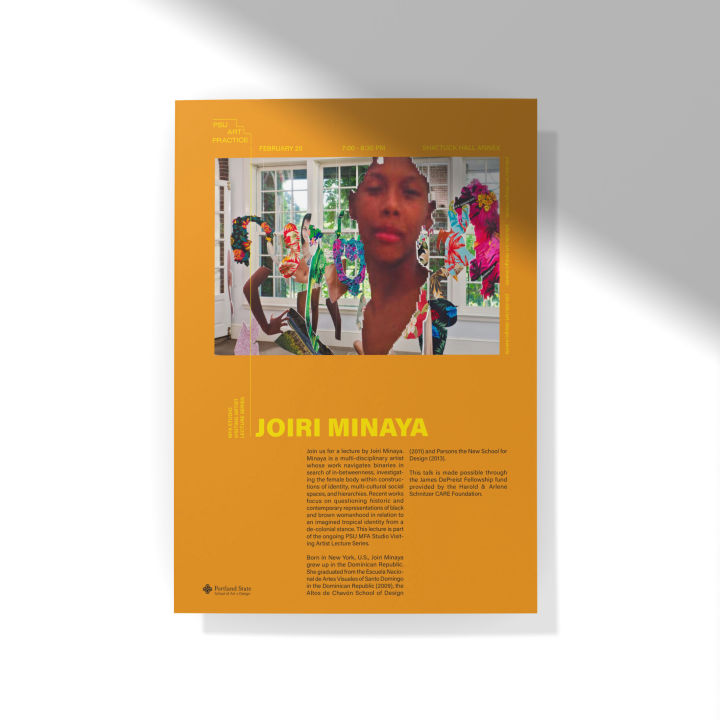 PSU
ART
PRACTICE
FEBRUARY
7:00 - 8:30 PM
SHATTUCK HALL ANNEX
MFA STUDIO
VISITING ARTIST
LECTURE SERIES
JOIRI MINAYA
Join us for a lecture by Joiri Minaya.
Minaya is a multi-disciplinary artist
whose work navigates binaries in
search of in-betweenness, investigat-
ing the female body within construc-
tions of identity, multi-cultural social
spaces, and hierarchies. Recent works
focus on questioning historic and
contemporary representations of black
and brown womanhood in relation to
an imagined tropical identity from a
de-colonial stance. This lecture is part
of the ongoing PSU MFA Studio Visit-
ing Artist Lecture Series.
Born in New York, U.S., Joiri Minaya
grew up in the Dominican Republic.
She graduated from the Escuela Nacio-
nal de Artes Visuales of Santo Domingo
in the Dominican Republic (2009), the
Altos de Chavón School of Design
(2011) and Parsons the New School for
Design (2013).
This talk is made possible through
the James DePreist Fellowship fund
provided by the Harold & Arlene
Schnitzer CARE Foundation.
Portland State
School of Art + Design